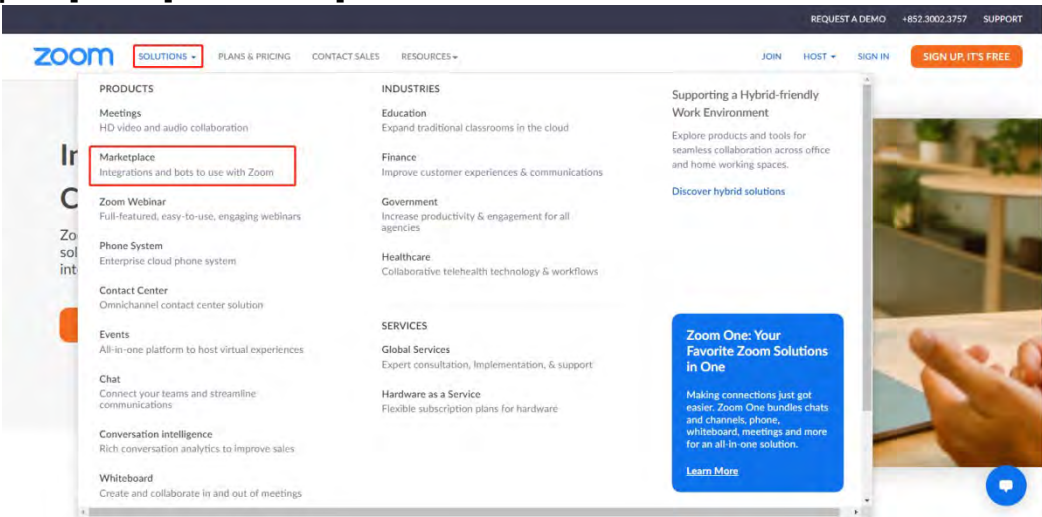 REQUEST A DEMO +852.3002.3757 SUPPORT
zoom SOLUTIONS PLANS & PRICING CONTACT SALES RESOURCES JOIN HOST SIGN IN SIGN UP, IT'S FREE
PRODUCTS
Meetings
HD video and audio collaboration
Marketplace
Integrations and bots to use with Zoom
Zoom Webinar
Full-featured, easy-to-use, engaging webinars
Phone System
Enterprise cloud phone system
Contact Center
Omnichannel contact center solution
Events
All-in-one platform to host virtual experiences
Chat
Connect your teams and streamline
communications
Conversation intelligence
Rich conversation analytics to improve sales
Whiteboard
Create and collaborate in and out of meetings
INDUSTRIES
Education
Expand traditional classrooms in the cloud
Finance
Improve customer experiences & communications
Government
Increase productivity & engagement for all
agencies
Healthcare
Collaborative telehealth technology & workflows
SERVICES
Global Services
Expert consultation, Implementation, & support
Hardware as a Service
Flexible subscription plans for hardware
Supporting a Hybrid-friendly
Work Environment
Explore products and tools for
seamless collaboration across office
and home working spaces.
Discover hybrid solutions
Zoom One: Your
Favorite Zoom Solutions
in One
Making connections just got
easier. Zoom One bundles chats
and channels, phone,
whiteboard, meetings and more
for an all-in-one solution.
Learn More